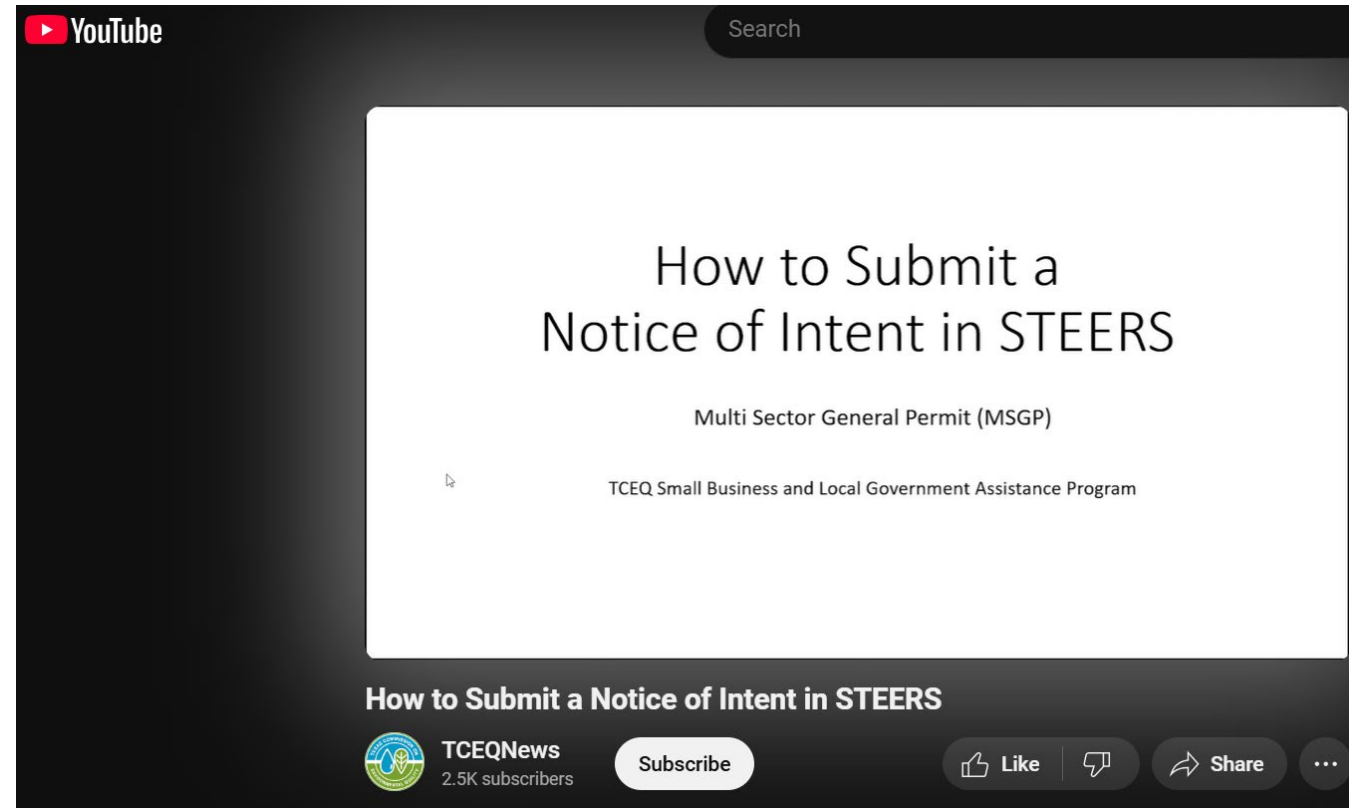 YouTube
Search
How to Submit a
Notice of Intent in STEERS
Multi Sector General Permit (MSGP)
TCEQ Small Business and Local Government Assistance Program
How to Submit a Notice of Intent in STEERS
TCEQNews
2.5K subscribers
Subscribe
Like
Share